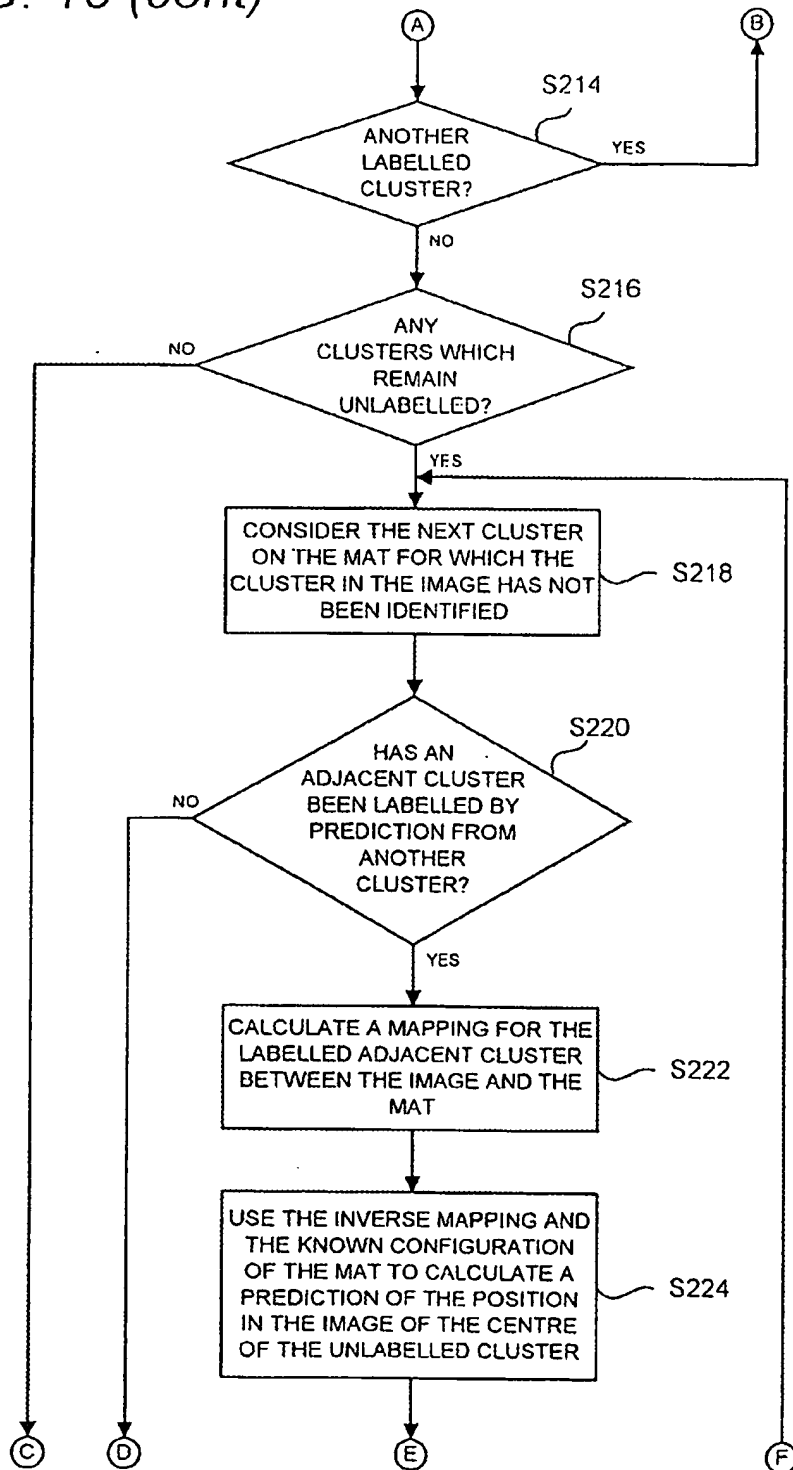 (cont)
A
B
S214
ANOTHER
LABELLED
CLUSTER?
YES
NO
S216
ANY
CLUSTERS WHICH
REMAIN
UNLABELLED?
NO
YES
CONSIDER THE NEXT CLUSTER
ON THE MAT FOR WHICH THE
CLUSTER IN THE IMAGE HAS NOT
BEEN IDENTIFIED
S218
S220
HAS AN
ADJACENT CLUSTER
BEEN LABELLED BY
PREDICTION FROM
ANOTHER
CLUSTER?
NO
YES
CALCULATE A MAPPING FOR THE
LABELLED ADJACENT CLUSTER
BETWEEN THE IMAGE AND THE
MAT
S222
USE THE INVERSE MAPPING AND
THE KNOWN CONFIGURATION
OF THE MAT TO CALCULATE A
PREDICTION OF THE POSITION
IN THE IMAGE OF THE CENTRE
OF THE UNLABELLED CLUSTER
S224
C
D
E
F